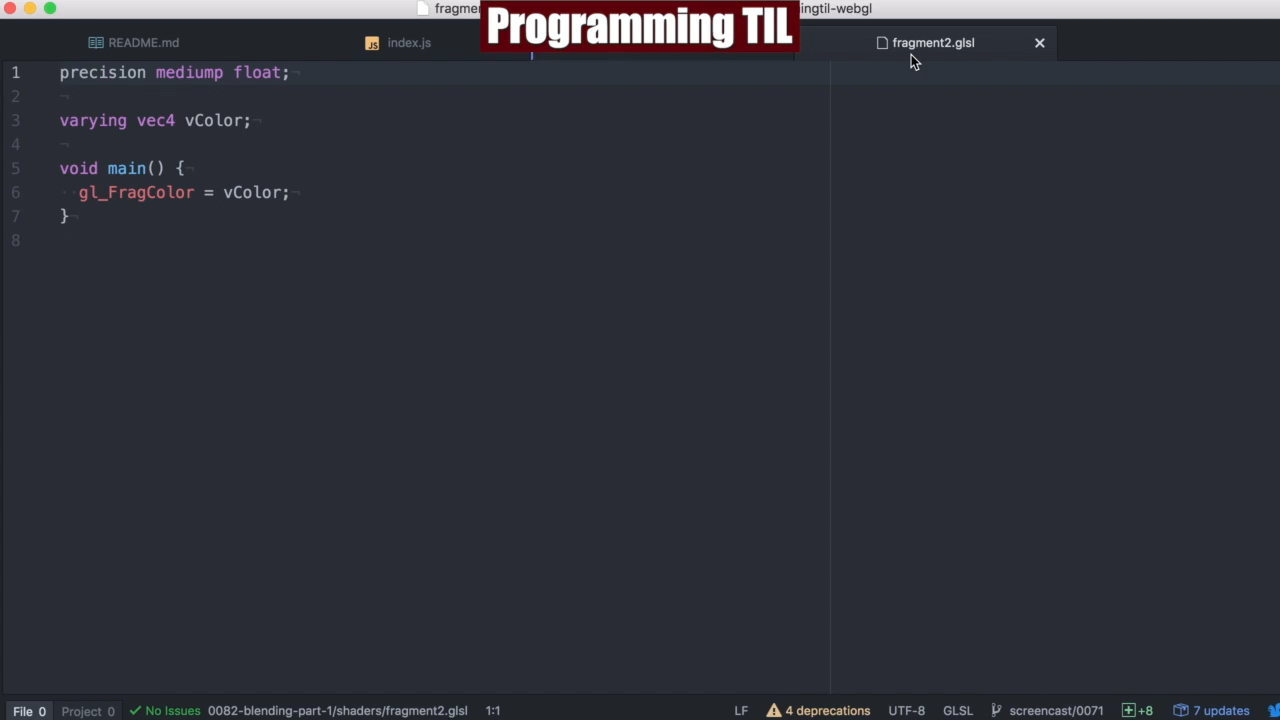 fragme
ingtil-webgl
Programming TIL
README.md
JS index.js
fragment2.glsl
1 precision mediump float;¬
2 ¬
3 varying vec4 vColor;¬
4 ¬
5 void main() {¬
6 ··gl_FragColor = vColor;¬
7 }¬
8
File 0 Project 0 No Issues 0082-blending-part-1/shaders/fragment2.glsl 1:1 LF 4 deprecations UTF-8 GLSL screencast/0071 +8 7 updates